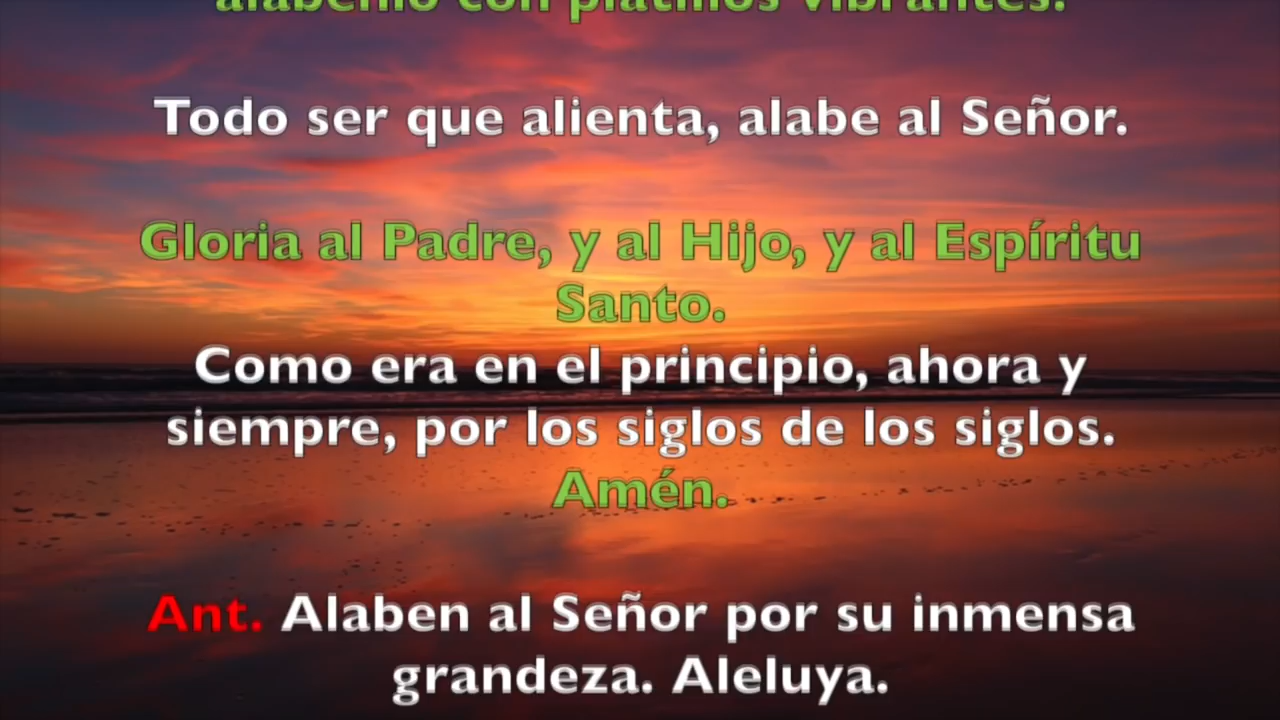 alabenlo con platillos vibrantes.
Todo ser que alienta, alabe al Señor.
Gloria al Padre, y al Hijo, y al Espíritu
Santo.
Como era en el principio, ahora y
siempre, por los siglos de los siglos.
Amén.
Ant. Alaben al Señor por su inmensa
grandeza. Aleluya.